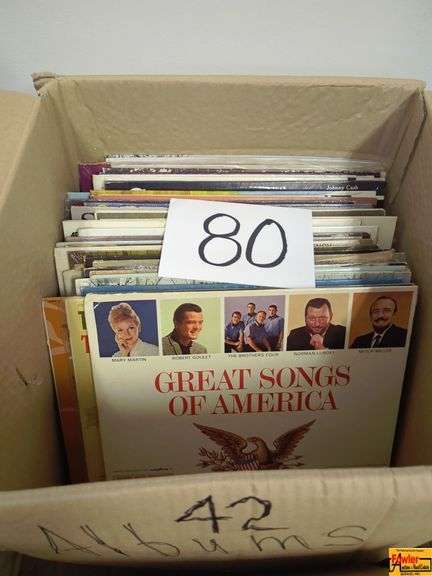 Johnny Cash
80
MARY MARTIN
ROBERT GOULET
THE BROTHERS FOUR
NORMAN LUBOFF
MITCH MILLER
GREAT SONGS
OF AMERICA
42
Albums
Fowler